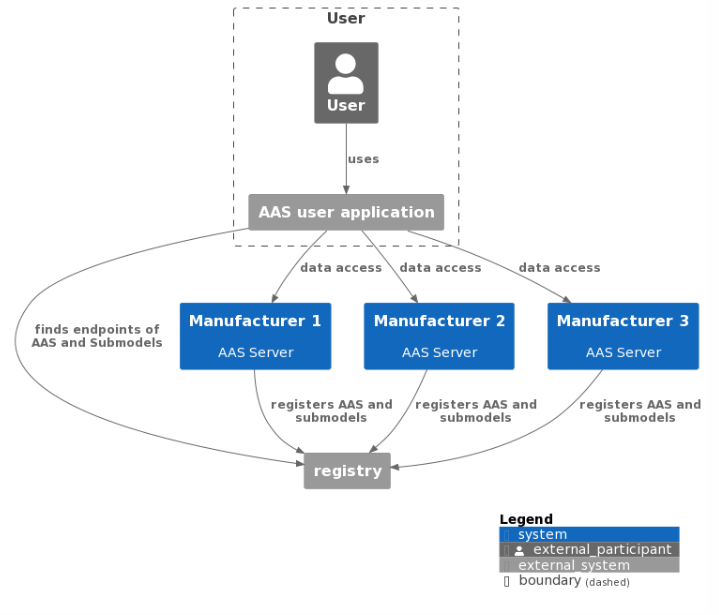 User
User
uses
AAS user application
data access
data access
data access
finds endpoints of
AAS and Submodels
Manufacturer 1
AAS Server
Manufacturer 2
AAS Server
Manufacturer 3
AAS Server
registers AAS and
submodels
registers AAS and
submodels
registers AAS and
submodels
registry
Legend
system
external_participant
external_system
boundary (dashed)